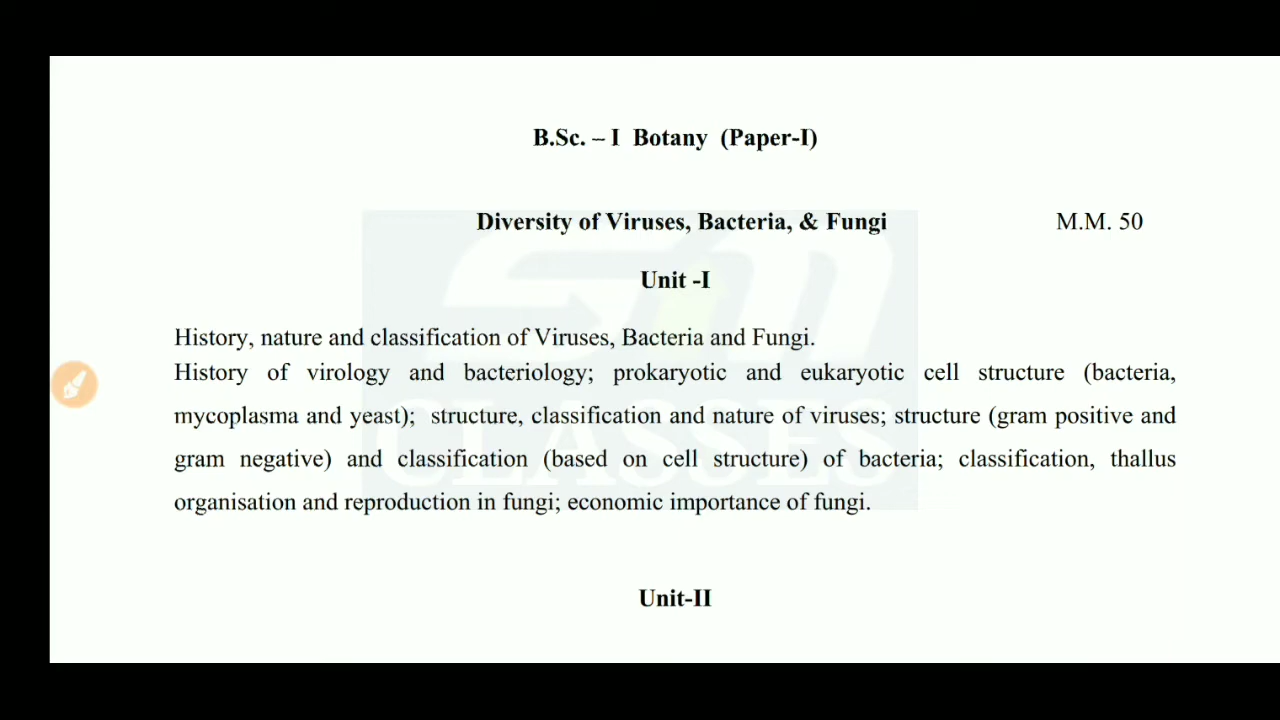 B.Sc. – I Botany (Paper-I)
Diversity of Viruses, Bacteria, & Fungi M.M. 50
Unit -I
History, nature and classification of Viruses, Bacteria and Fungi.
History of virology and bacteriology; prokaryotic and eukaryotic cell structure (bacteria,
mycoplasma and yeast); structure, classification and nature of viruses; structure (gram positive and
gram negative) and classification (based on cell structure) of bacteria; classification, thallus
organisation and reproduction in fungi; economic importance of fungi.
CLASSES
Unit-II